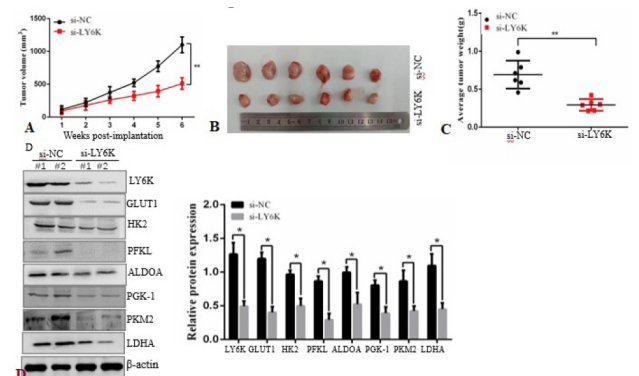 si-NC
si-LY6K
Tumor volume (mm³)
1500
1000
500
0
**
1 2 3 4 5 6
Weeks post-implantation
A
si-NC
si-LY6K
B
Average tumor weight(g)
1.5
1.0
0.5
0.0
si-NC
si-LY6K
**
si-NC si-LY6K
C
D
si-NC si-LY6K
#1 #2 #1 #2
LY6K
GLUT1
HK2
PFKL
ALDOA
PGK-1
PKM2
LDHA
β-actin
D
Relative protein expression
2.0
1.5
1.0
0.5
0.0
si-NC
si-LY6K
* * * * * * * *
LY6K GLUT1 HK2 PFKL ALDOA PGK-1 PKM2 LDHA